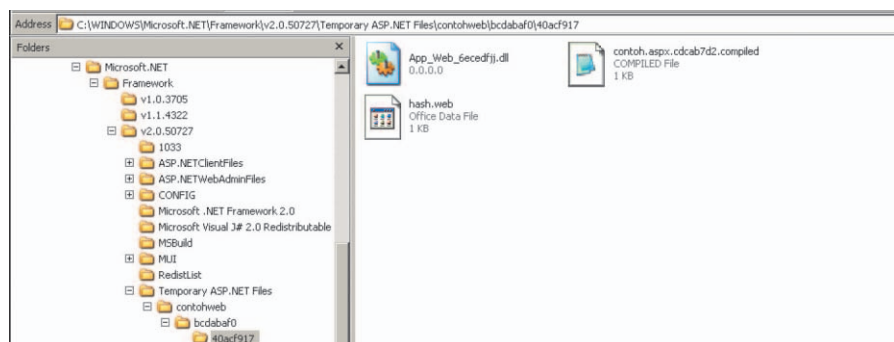 Address C:\WINDOWS\Microsoft.NET\Framework\v2.0.50727\Temporary ASP.NET Files\contohweb\bcdabaf0\40acf917
Folders
Microsoft.NET
Framework
v1.0.3705
v1.1.4322
v2.0.50727
1033
ASP.NETClientFiles
ASP.NETWebAdminFiles
CONFIG
Microsoft .NET Framework 2.0
Microsoft Visual J# 2.0 Redistributable
MSBuild
MUI
RedistList
Temporary ASP.NET Files
contohweb
bcdabaf0
40acf917
App_Web_6ecedfjj.dll
0.0.0.0
contoh.aspx.cdcab7d2.compiled
COMPILED File
1 KB
hash.web
Office Data File
1 KB